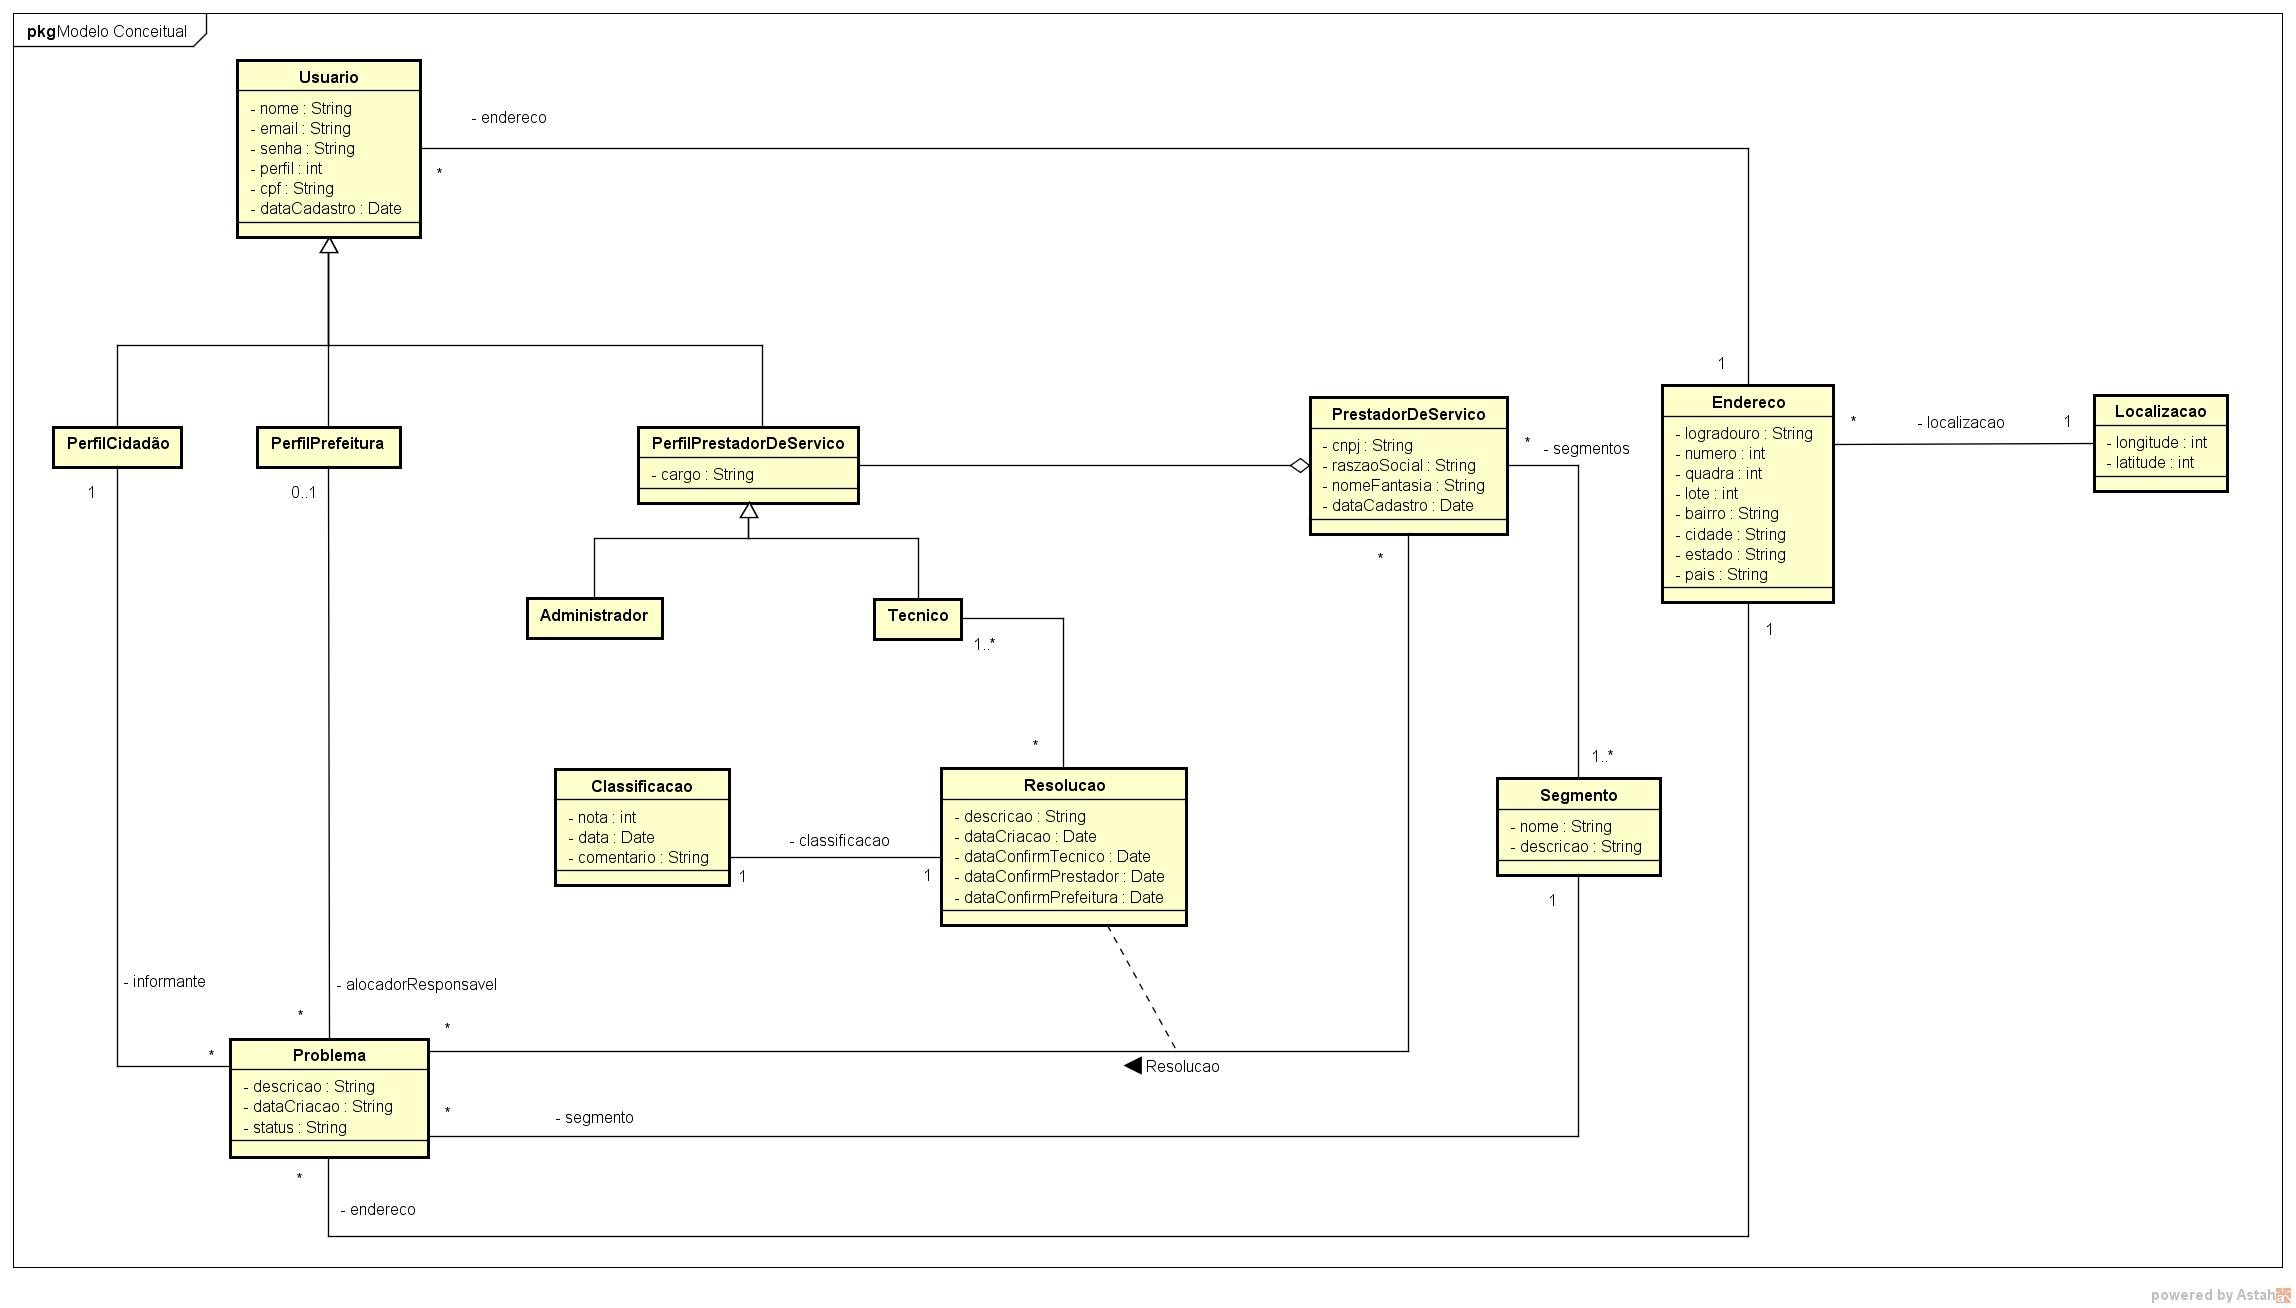 pkg Modelo Conceitual
Usuario
- nome : String
- email : String
- senha : String
- perfil : int
- cpf : String
- dataCadastro : Date
- endereco
*
1
PerfilCidadão
1
PerfilPrefeitura
0..1
PerfilPrestadorDeServico
- cargo : String
PrestadorDeServico
- cnpj : String
- raszaoSocial : String
- nomeFantasia : String
- dataCadastro : Date
*
- segmentos
*
Endereco
- logradouro : String
- numero : int
- quadra : int
- lote : int
- bairro : String
- cidade : String
- estado : String
- pais : String
1
*
- localizacao
1
Localizacao
- longitude : int
- latitude : int
Administrador
Tecnico
1..*
*
1..*
Classificacao
- nota : int
- data : Date
- comentario : String
- classificacao
1
1
Resolucao
- descricao : String
- dataCriacao : Date
- dataConfirmTecnico : Date
- dataConfirmPrestador : Date
- dataConfirmPrefeitura : Date
Segmento
- nome : String
- descricao : String
1
- informante
*
- alocadorResponsavel
*
*
Resolucao
Problema
- descricao : String
- dataCriacao : String
- status : String
*
- segmento
*
- endereco
powered by Astah